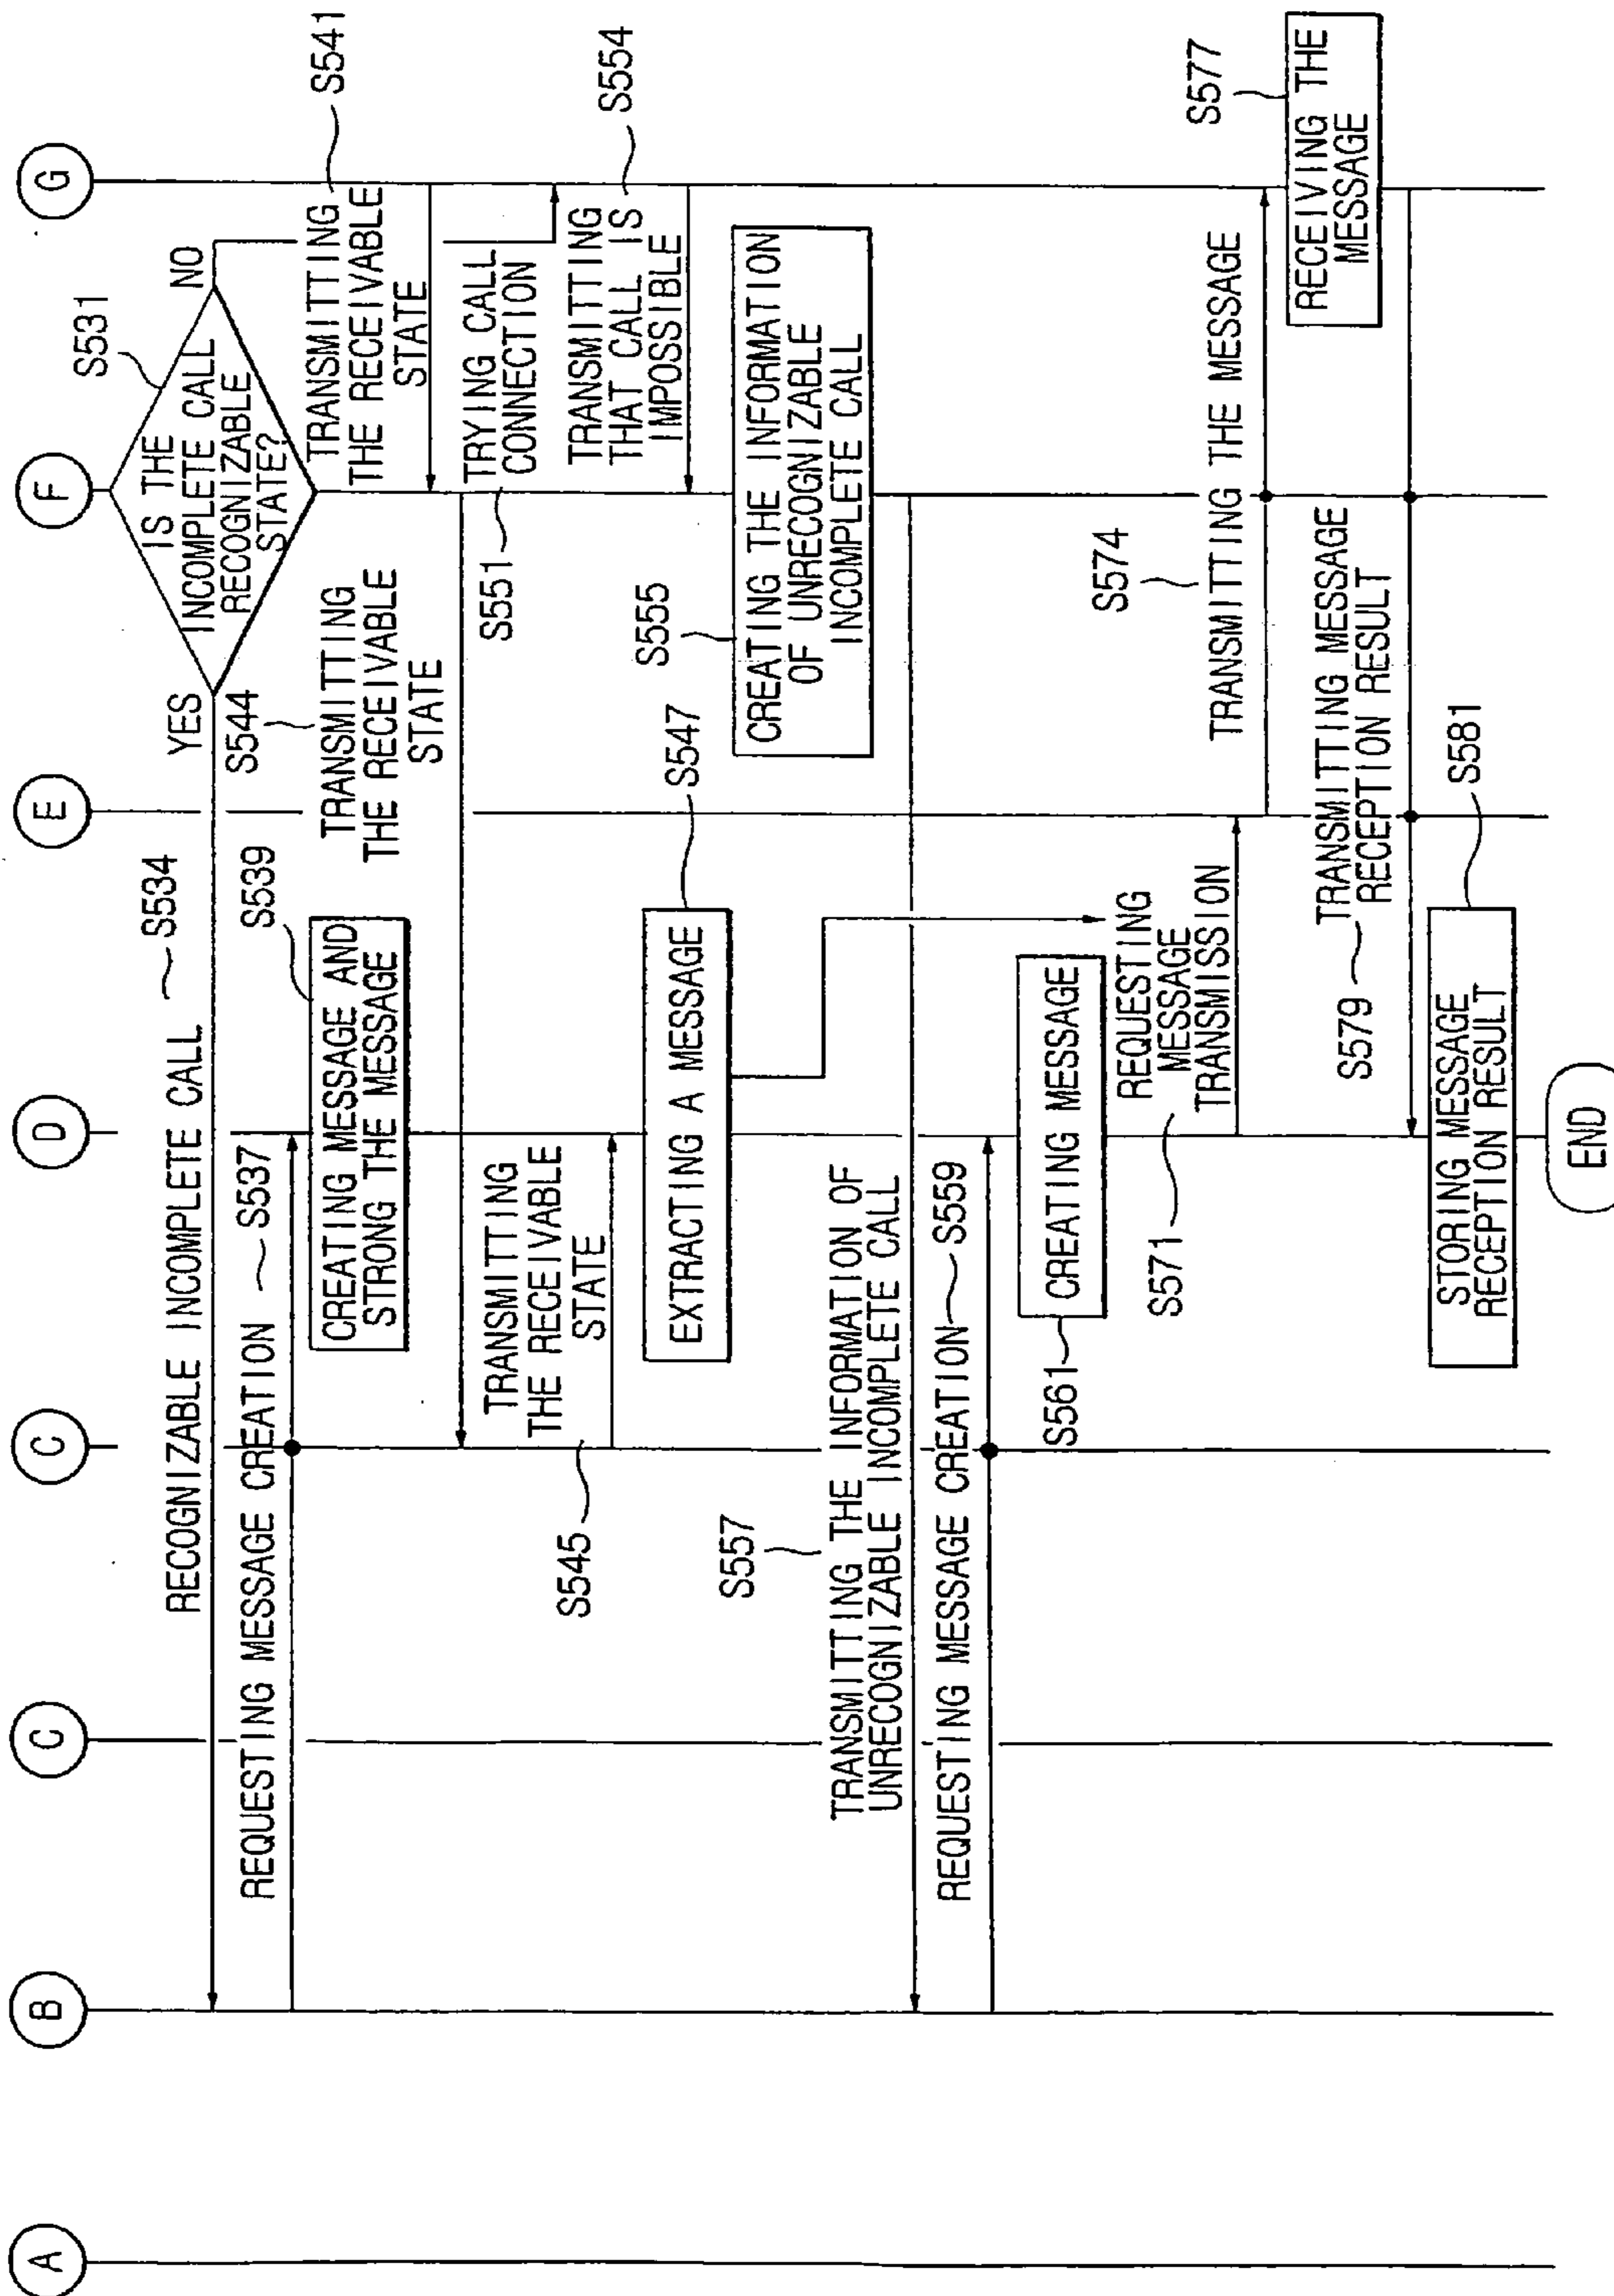 A
B
C
C
D
E
F
G
S531
IS THE
INCOMPLETE CALL
RECOGNIZABLE
STATE?
YES
NO
RECOGNIZABLE INCOMPLETE CALL
S534
REQUESTING MESSAGE CREATION
S537
S539
CREATING MESSAGE AND
STRONG THE MESSAGE
S541
TRANSMITTING
THE RECEIVABLE
STATE
S544
TRANSMITTING
THE RECEIVABLE
STATE
TRANSMITTING
THE RECEIVABLE
STATE
S545
S547
EXTRACTING A MESSAGE
TRYING CALL
CONNECTION
S551
S554
TRANSMITTING
THAT CALL IS
IMPOSSIBLE
S555
CREATING THE INFORMATION
OF UNRECOGNIZABLE
INCOMPLETE CALL
S557
TRANSMITTING THE INFORMATION OF
UNRECOGNIZABLE INCOMPLETE CALL
REQUESTING MESSAGE CREATION
S559
S561
CREATING MESSAGE
S571
REQUESTING
MESSAGE
TRANSMISSION
S574
TRANSMITTING THE MESSAGE
S577
RECEIVING THE
MESSAGE
S579
TRANSMITTING MESSAGE
RECEPTION RESULT
S581
STORING MESSAGE
RECEPTION RESULT
END